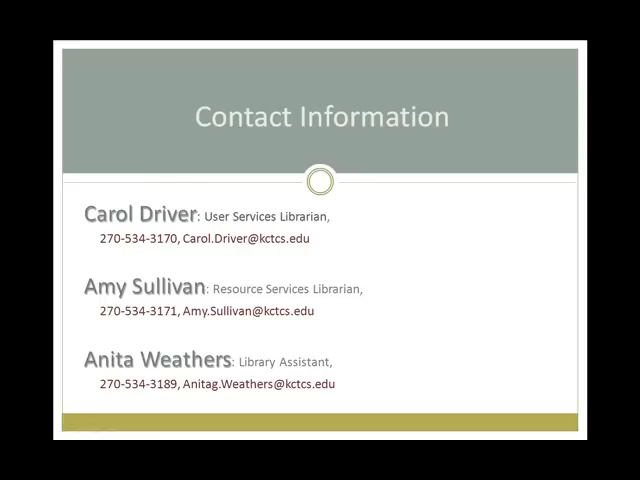 Contact Information
Carol Driver: User Services Librarian,
270-534-3170, Carol.Driver@kctcs.edu
Amy Sullivan: Resource Services Librarian,
270-534-3171, Amy.Sullivan@kctcs.edu
Anita Weathers: Library Assistant,
270-534-3189, Anitag.Weathers@kctcs.edu